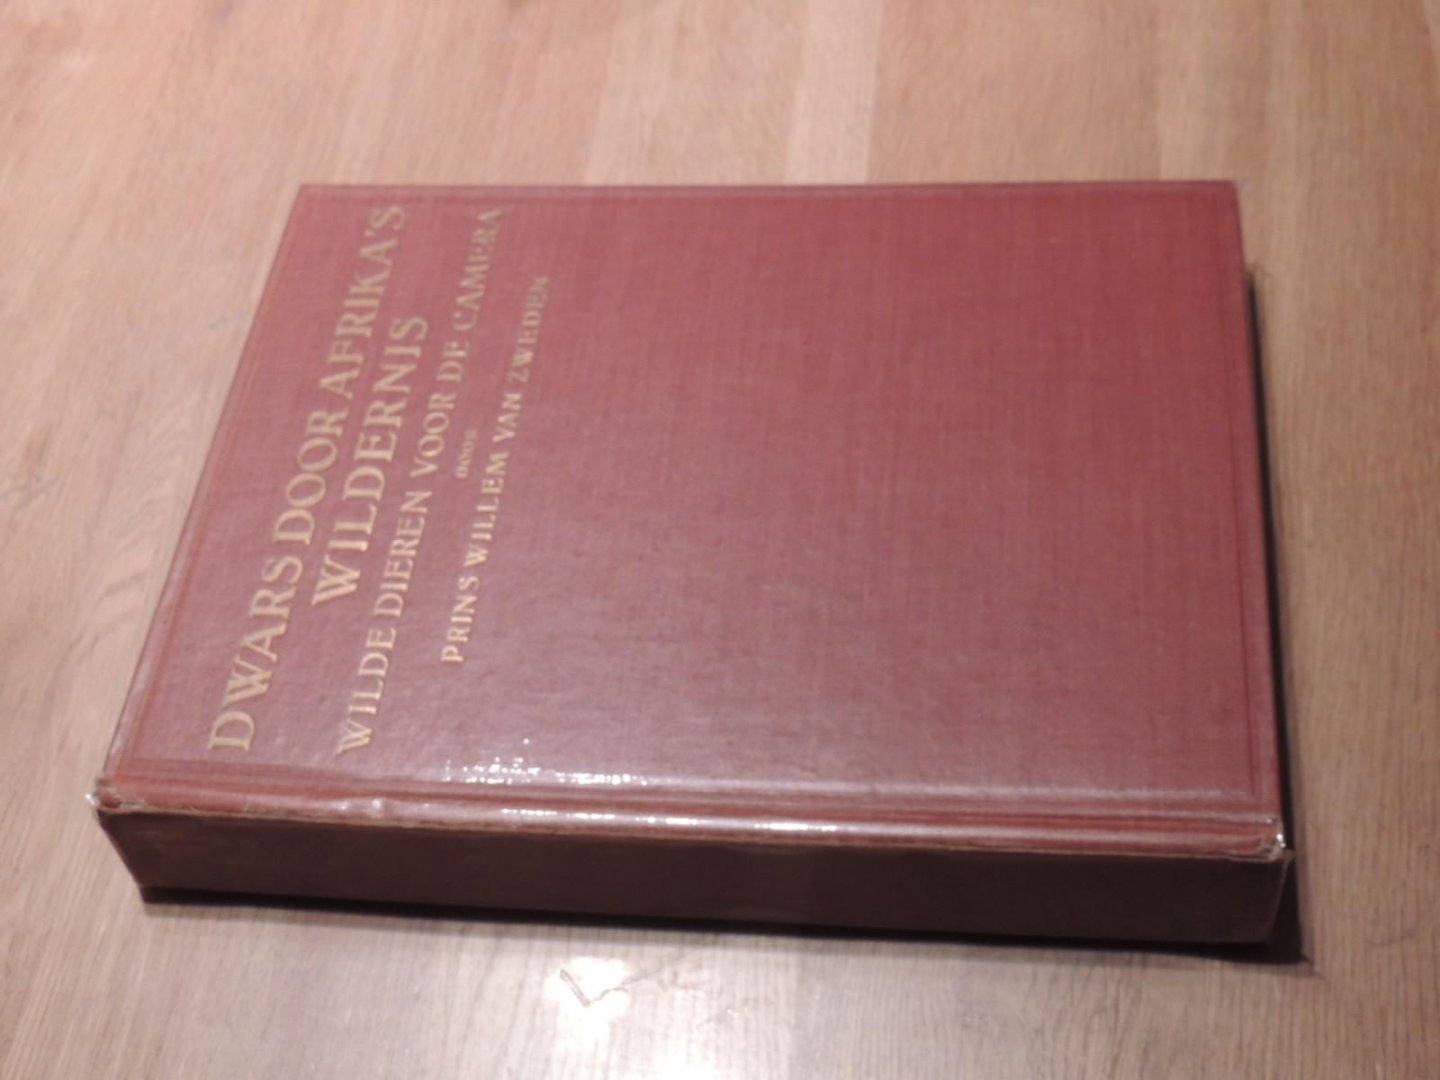 DWARS DOOR AFRIKA'S
WILDERNIS
WILDE DIEREN VOOR DE CAMERA
DOOR
PRINS WILLEM VAN ZWEDEN